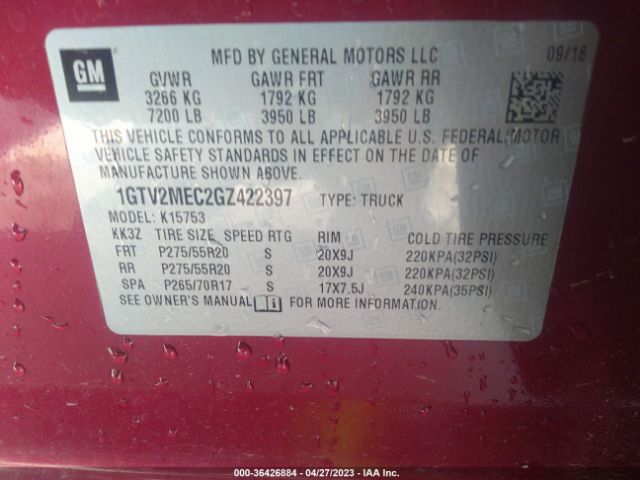 GM
MFD BY GENERAL MOTORS LLC 09/16
GVWR GAWR FRT GAWR RR
3266 KG 1792 KG 1792 KG
7200 LB 3950 LB 3950 LB
THIS VEHICLE CONFORMS TO ALL APPLICABLE U.S. FEDERAL MOTOR
VEHICLE SAFETY STANDARDS IN EFFECT ON THE DATE OF
MANUFACTURE SHOWN ABOVE.
1GTV2MEC2GZ422397 TYPE: TRUCK
MODEL: K15753
KK3Z TIRE SIZE SPEED RTG RIM COLD TIRE PRESSURE
FRT P275/55R20 S 20X9J 220KPA(32PSI)
RR P275/55R20 S 20X9J 220KPA(32PSI)
SPA P265/70R17 S 17X7.5J 240KPA(35PSI)
SEE OWNER'S MANUAL FOR MORE INFORMATION.
000-36426884 / 04/27/2023 / IAA Inc.